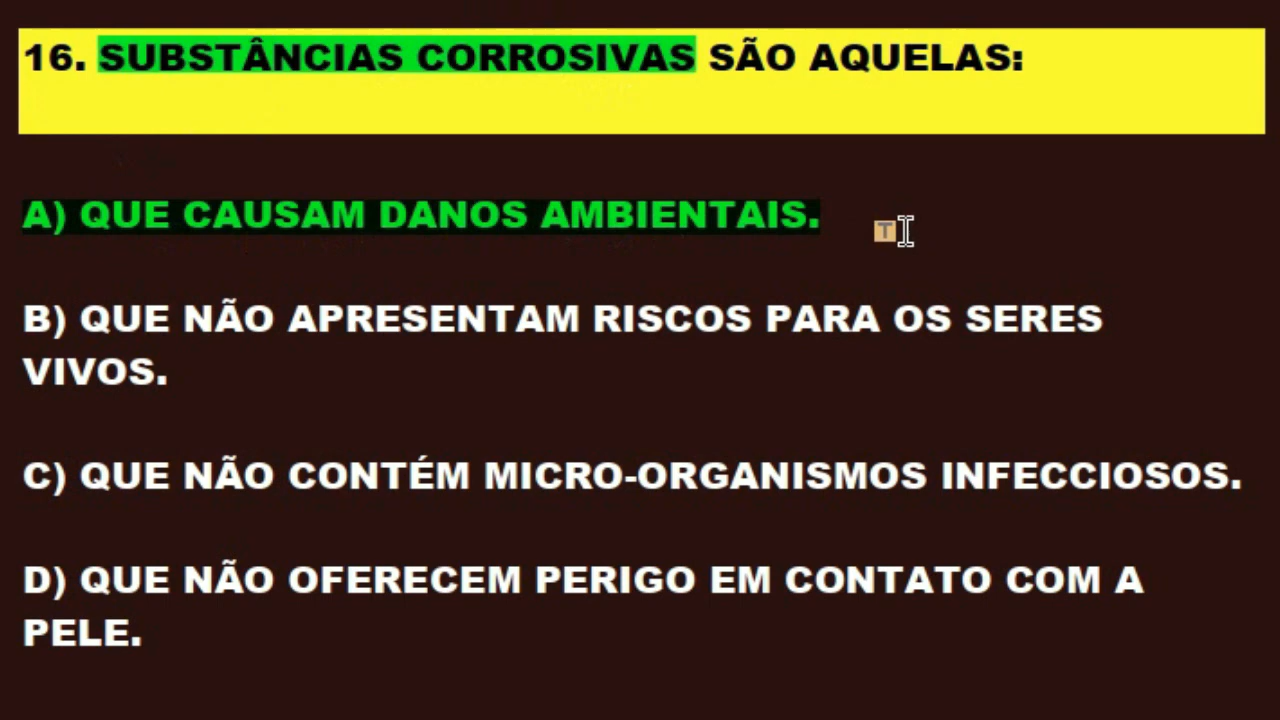 16. SUBSTÂNCIAS CORROSIVAS SÃO AQUELAS:
A) QUE CAUSAM DANOS AMBIENTAIS.
T
B) QUE NÃO APRESENTAM RISCOS PARA OS SERES
VIVOS.
C) QUE NÃO CONTÉM MICRO-ORGANISMOS INFECCIOSOS.
D) QUE NÃO OFERECEM PERIGO EM CONTATO COM A
PELE.